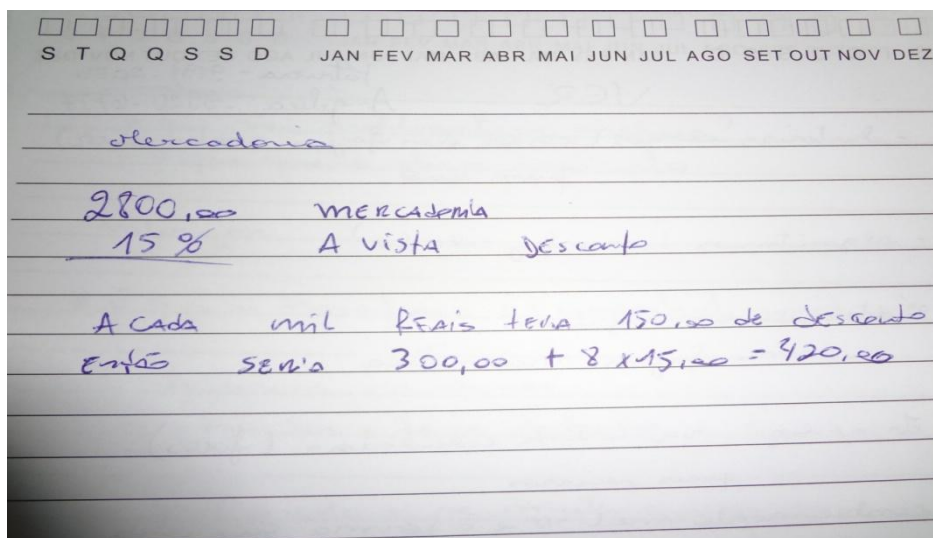 S T Q Q S S D JAN FEV MAR ABR MAI JUN JUL AGO SET OUT NOV DEZ
Mercadoria
2800,00 MERCADORIA
15 % A VISTA DESCONTO
A CADA mil REAIS TERIA 150,00 de desconto
Então SERIA 300,00 + 8 x 15,00 = 420,00